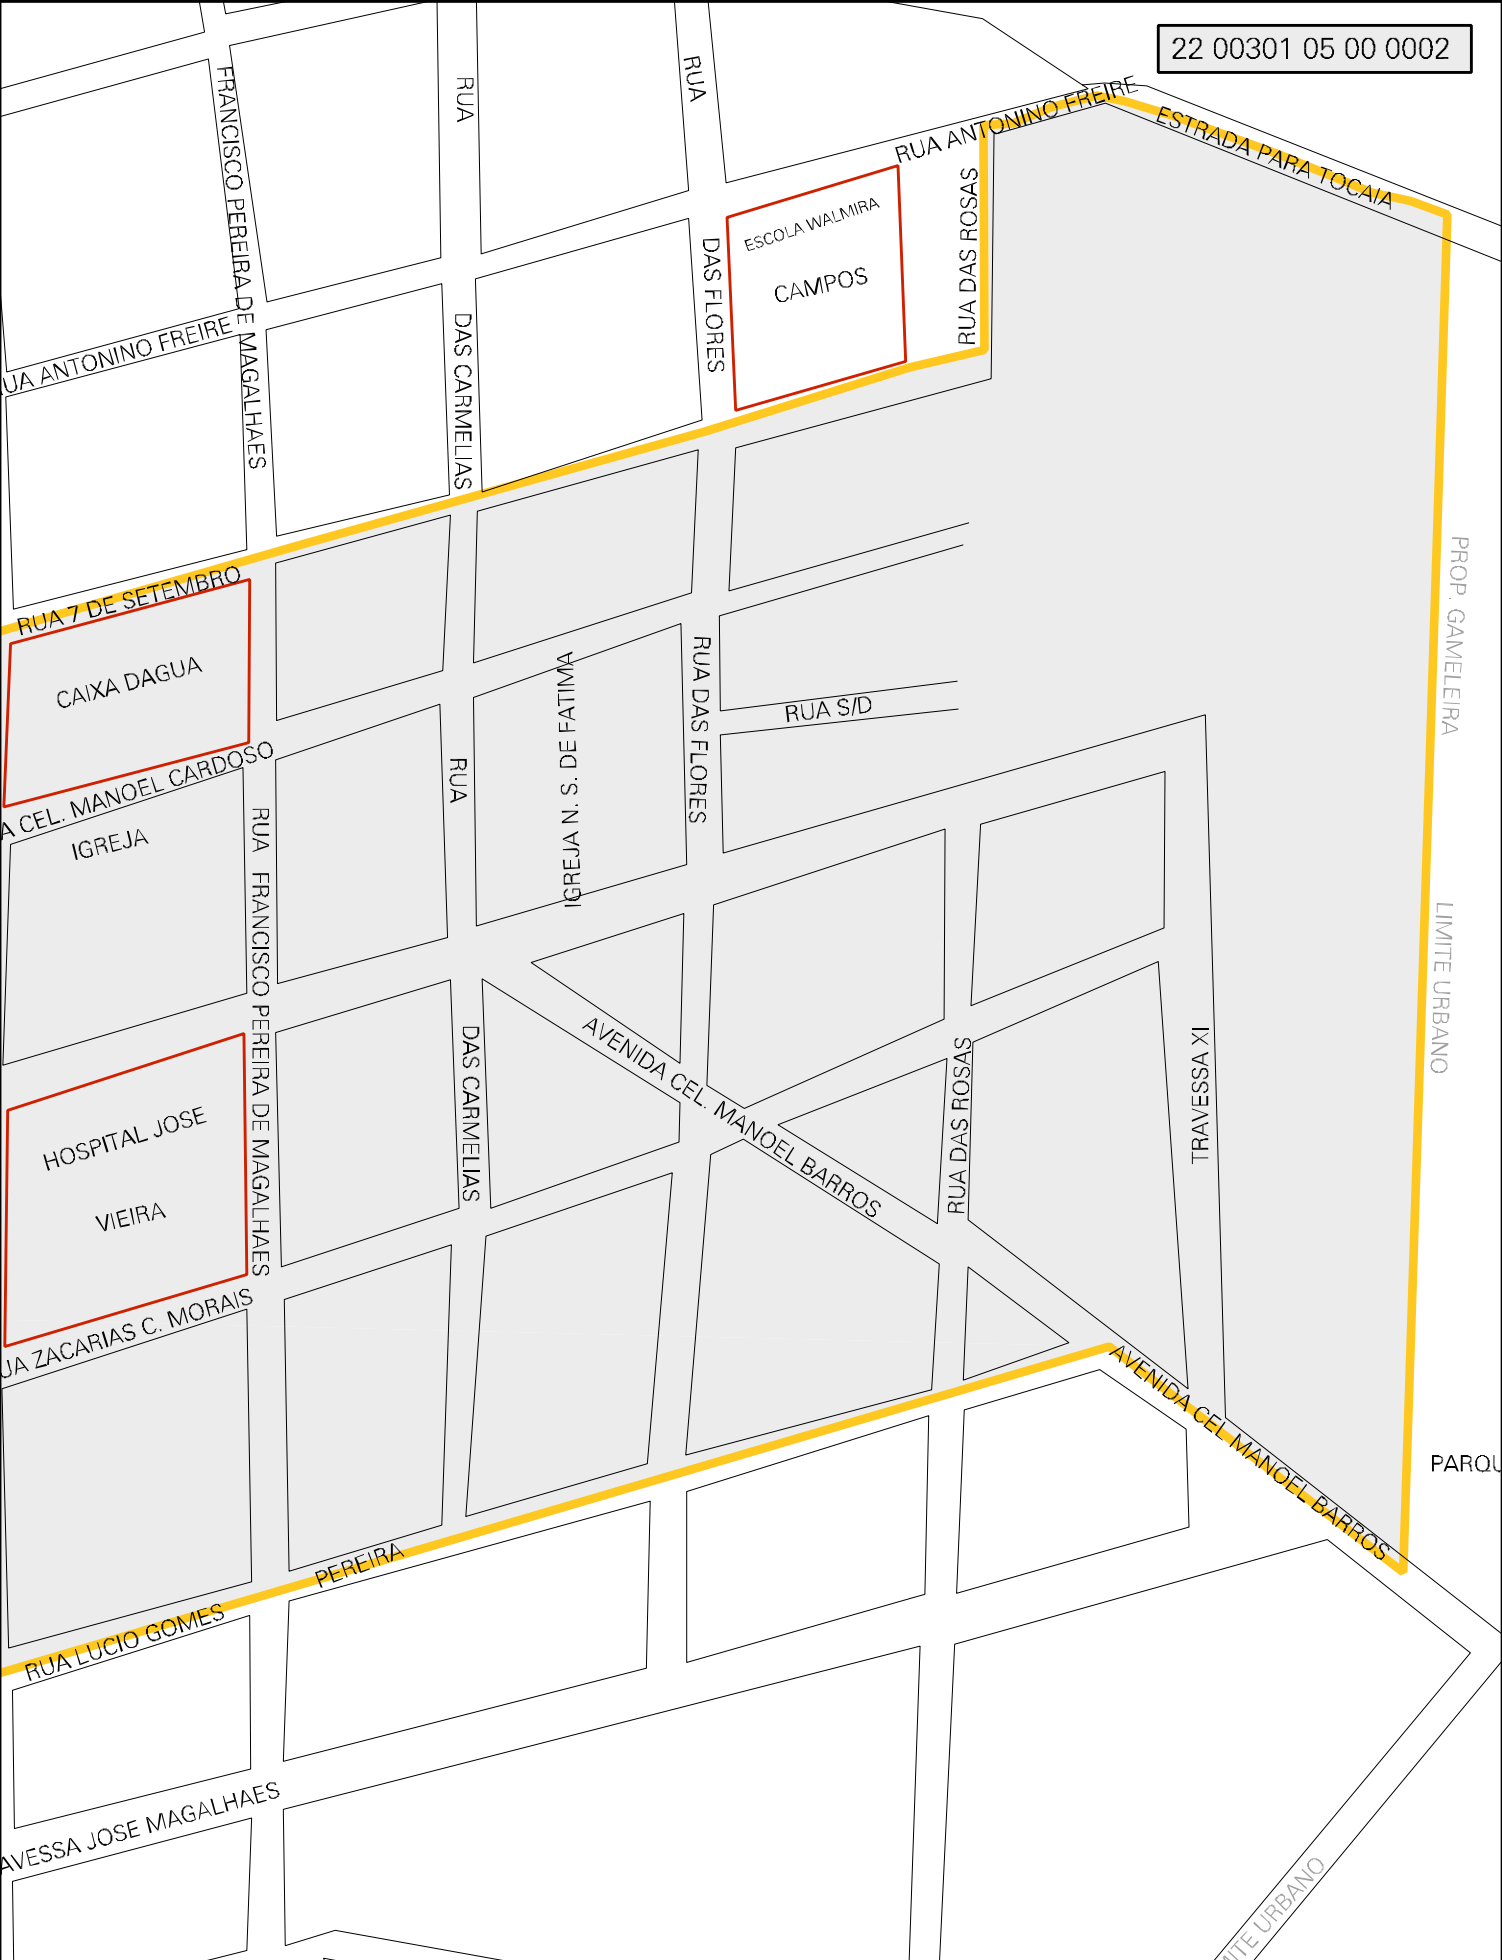 22 00301 05 00 0002
FRANCISCO PEREIRA DE MAGALHAES
RUA
RUA
RUA ANTONINO FREIRE
ESTRADA PARA TOCAIA
ESCOLA WALMIRA
CAMPOS
RUA DAS ROSAS
DAS FLORES
DAS CARMELIAS
UA ANTONINO FREIRE
RUA 7 DE SETEMBRO
CAIXA DAGUA
A CEL. MANOEL CARDOSO
IGREJA
RUA FRANCISCO PEREIRA DE MAGALHAES
RUA
IGREJA N. S. DE FATIMA
RUA DAS FLORES
RUA S/D
PROP. GAMELEIRA
LIMITE URBANO
HOSPITAL JOSE
VIEIRA
DAS CARMELIAS
AVENIDA CEL. MANOEL BARROS
RUA DAS ROSAS
TRAVESSA XI
UA ZACARIAS C. MORAIS
AVENIDA CEL MANOEL BARROS
PARQU
PEREIRA
RUA LUCIO GOMES
AVESSA JOSE MAGALHAES
MITE URBANO